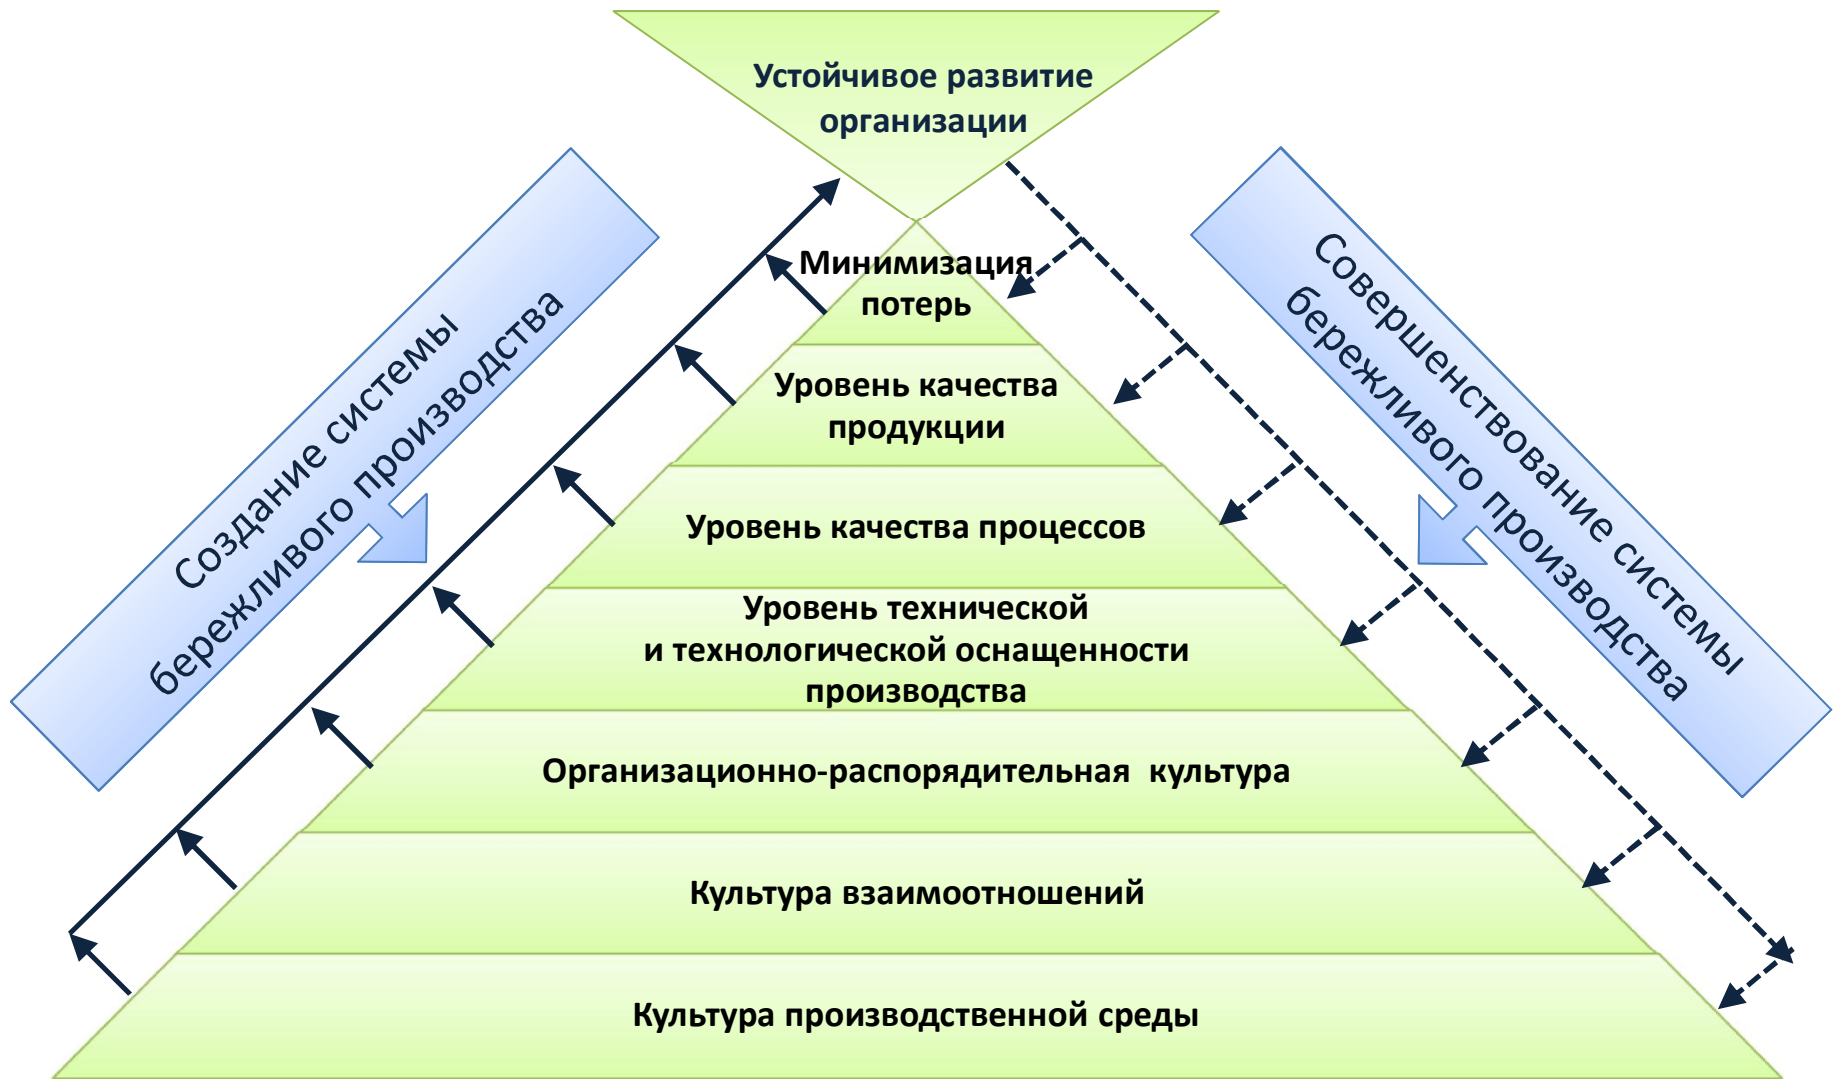 Устойчивое развитие
организации
Создание системы
бережливого производства
Совершенствование системы
бережливого производства
Минимизация
потерь
Уровень качества
продукции
Уровень качества процессов
Уровень технической
и технологической оснащенности
производства
Организационно-распорядительная культура
Культура взаимоотношений
Культура производственной среды